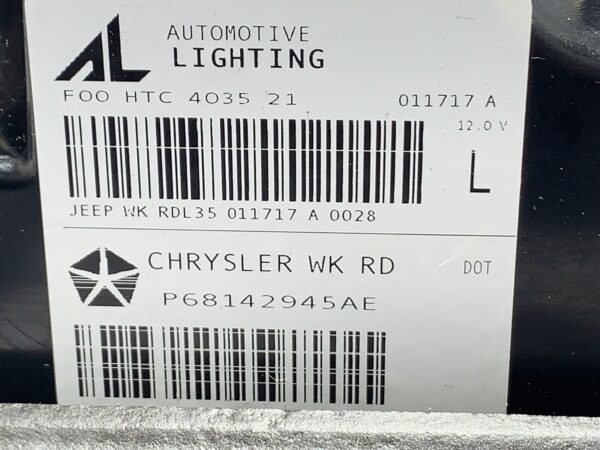 AL AUTOMOTIVE
LIGHTING
FOO HTC 4035 21 011717 A
12.0 V
L
JEEP WK RDL35 011717 A 0028
CHRYSLER WK RD DOT
P68142945AE